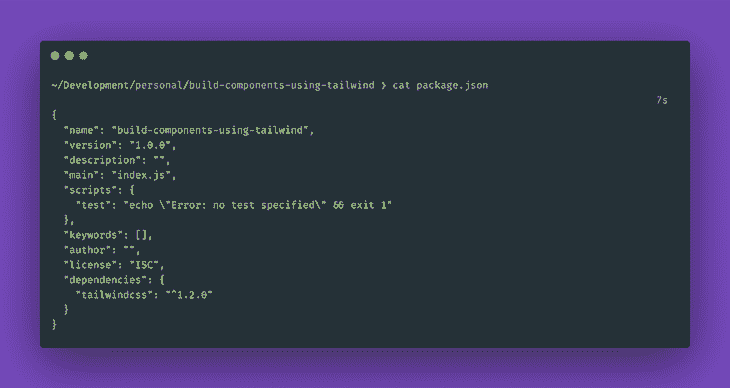 ~/Development/personal/build-components-using-tailwind ❯ cat package.json
7s
{
  "name": "build-components-using-tailwind",
  "version": "1.0.0",
  "description": "",
  "main": "index.js",
  "scripts": {
    "test": "echo \"Error: no test specified\" && exit 1"
  },
  "keywords": [],
  "author": "",
  "license": "ISC",
  "dependencies": {
    "tailwindcss": "^1.2.0"
  }
}